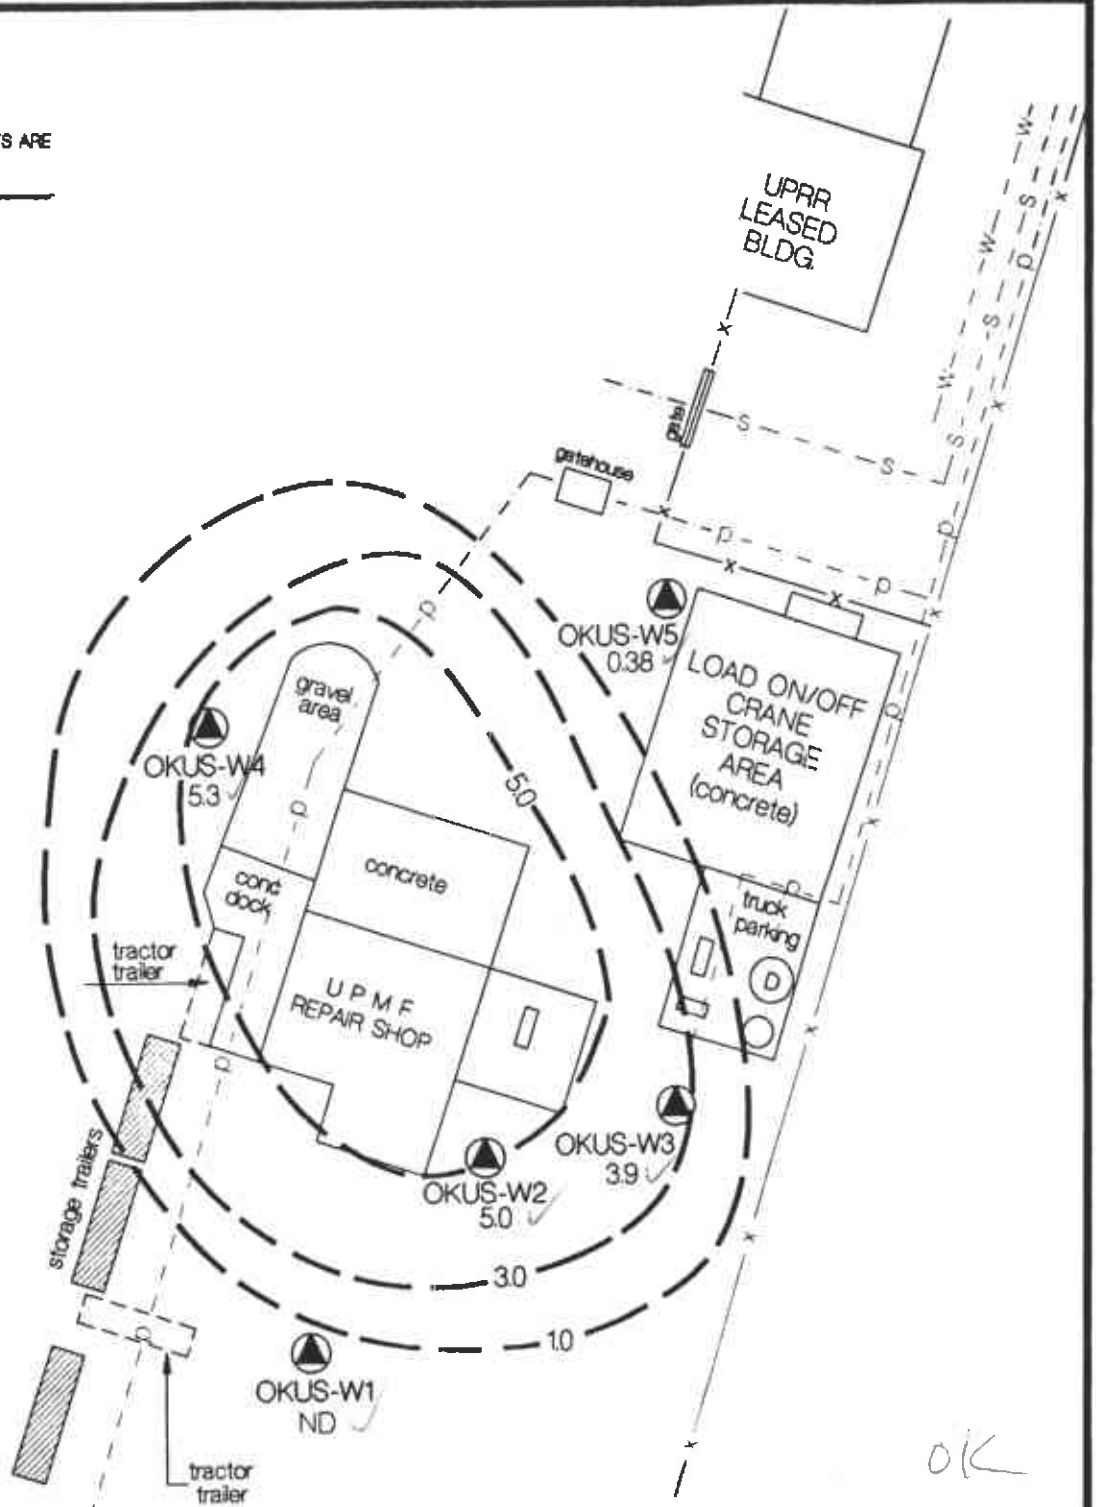 TS ARE
UPRR
LEASED
BLDG.
w
w
w
w
s
s
s
p
x
x
x
gate
s
s
gatehouse
x
p
p
p
x
x
x
OKUS-W5
0.38
LOAD ON/OFF
CRANE
STORAGE
AREA
(concrete)
p
p
gravel
area
OKUS-W4
5.3
5.0
p
p
x
conc
dock
concrete
truck
parking
D
tractor
trailer
U P M F
REPAIR SHOP
x
p
storage trailers
OKUS-W3
3.9
OKUS-W2
5.0
x
3.0
1.0
p
OKUS-W1
ND
x
OK
tractor
trailer